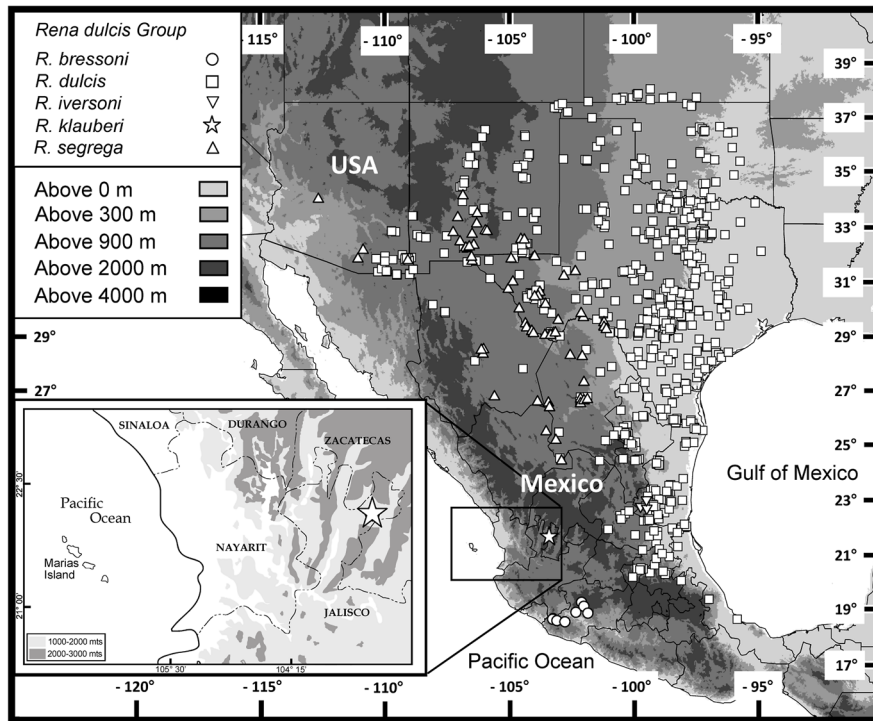 Rena dulcis Group
R. bressoni
R. dulcis
R. iversoni
R. klauberi
R. segrega
Above 0 m
Above 300 m
Above 900 m
Above 2000 m
Above 4000 m
- 115° - 110° - 105° - 100° - 95°
39°
37°
35°
33°
31°
29°
27°
25°
23°
21°
19°
17°
29°
27°
USA
Mexico
Gulf of Mexico
Pacific Ocean
SINALOA
DURANGO
ZACATECAS
Pacific
Ocean
NAYARIT
Marias
Island
JALISCO
22° 30'
21° 00'
1000-2000 mts
2000-3000 mts
105° 30' 104° 15'
- 120° - 115° - 110° - 105° - 100° - 95°